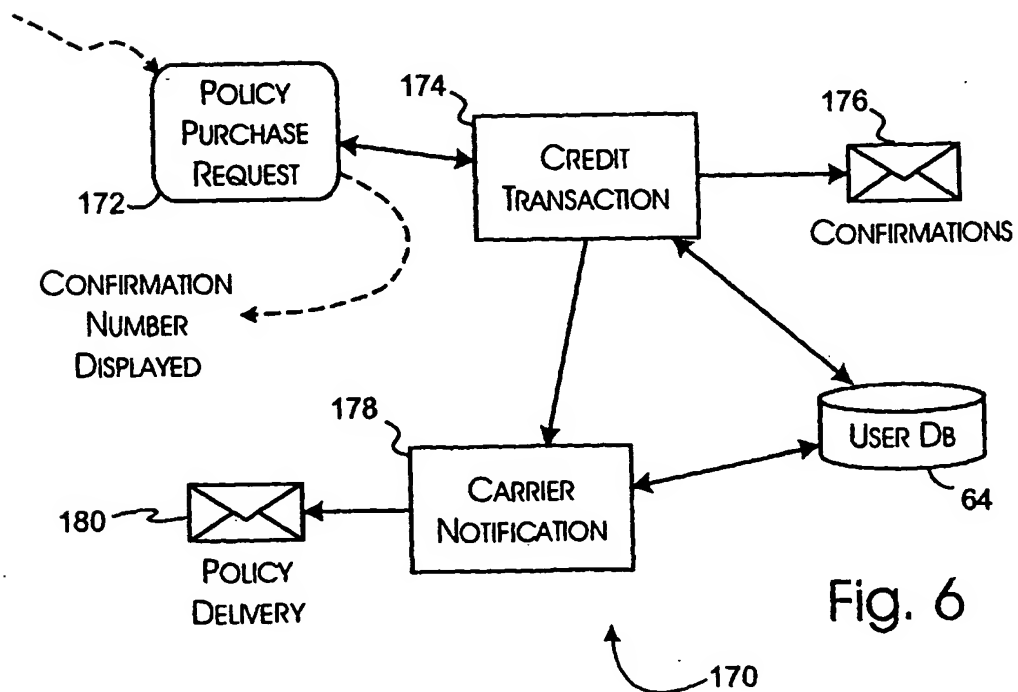 POLICY
PURCHASE
REQUEST
172
174
CREDIT
TRANSACTION
176
CONFIRMATIONS
CONFIRMATION
NUMBER
DISPLAYED
178
CARRIER
NOTIFICATION
USER DB
64
180
POLICY
DELIVERY
Fig. 6
170